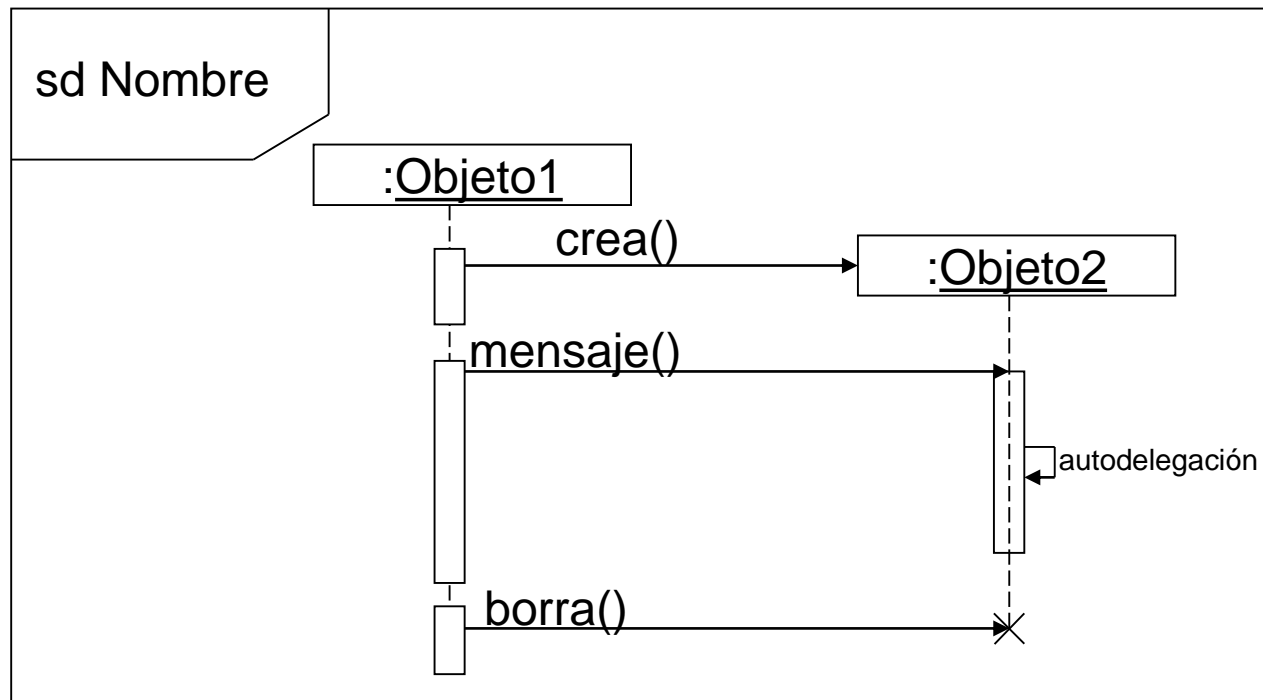 sd Nombre
:Objeto1
crea()
:Objeto2
mensaje()
autodelegación
borra()